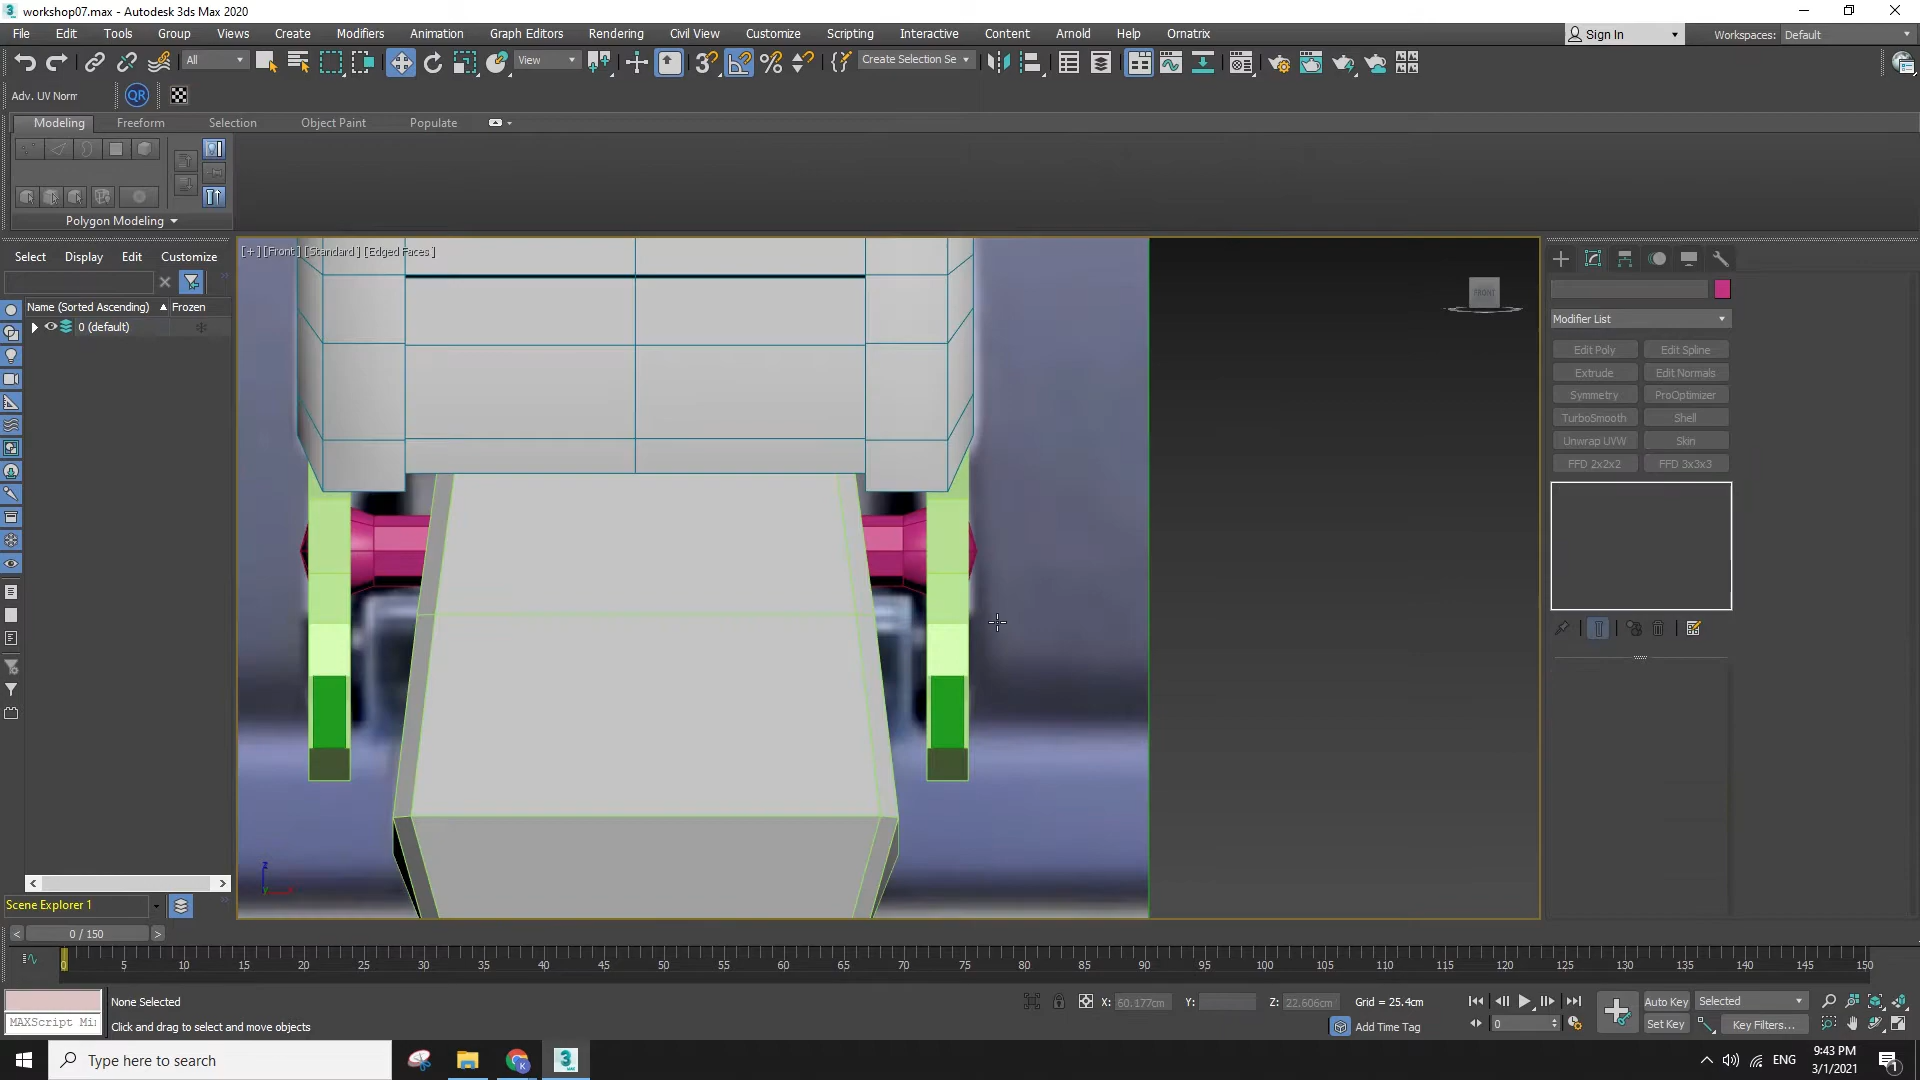 workshop07.max - Autodesk 3ds Max 2020
File Edit Tools Group Views Create Modifiers Animation Graph Editors Rendering Civil View Customize Scripting Interactive Content Arnold Help Ornatrix
Sign In Workspaces: Default
All View Create Selection Se
Adv. UV Norm QR
Modeling Freeform Selection Object Paint Populate
Polygon Modeling
Select Display Edit Customize
[+] [Front] [Standard] [Edged Faces]
FRONT
Name (Sorted Ascending) Frozen
0 (default)
Modifier List
Edit Poly Edit Spline
Extrude Edit Normals
Symmetry ProOptimizer
TurboSmooth Shell
Unwrap UVW Skin
FFD 2x2x2 FFD 3x3x3
z
Scene Explorer 1
0 / 150
0 5 10 15 20 25 30 35 40 45 50 55 60 65 70 75 80 85 90 95 100 105 110 115 120 125 130 135 140 145 150
None Selected
X: 60.177cm Y: Z: 22.606cm Grid = 25.4cm
Auto Key Selected
MAXScript Mi
Click and drag to select and move objects
Add Time Tag
0
Set Key Key Filters...
Type here to search
ENG
9:43 PM
3/1/2021